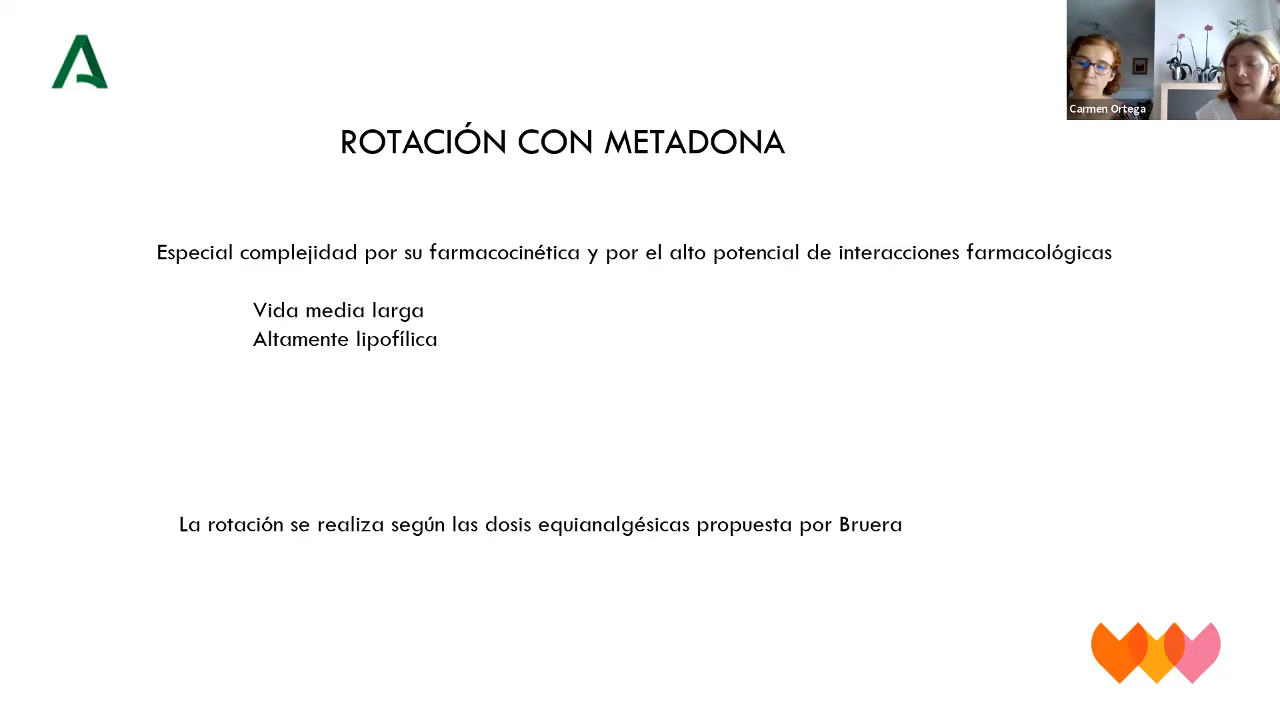 Carmen Ortega
ROTACIÓN CON METADONA
Especial complejidad por su farmacocinética y por el alto potencial de interacciones farmacológicas
Vida media larga
Altamente lipofílica
La rotación se realiza según las dosis equianalgésicas propuesta por Bruera